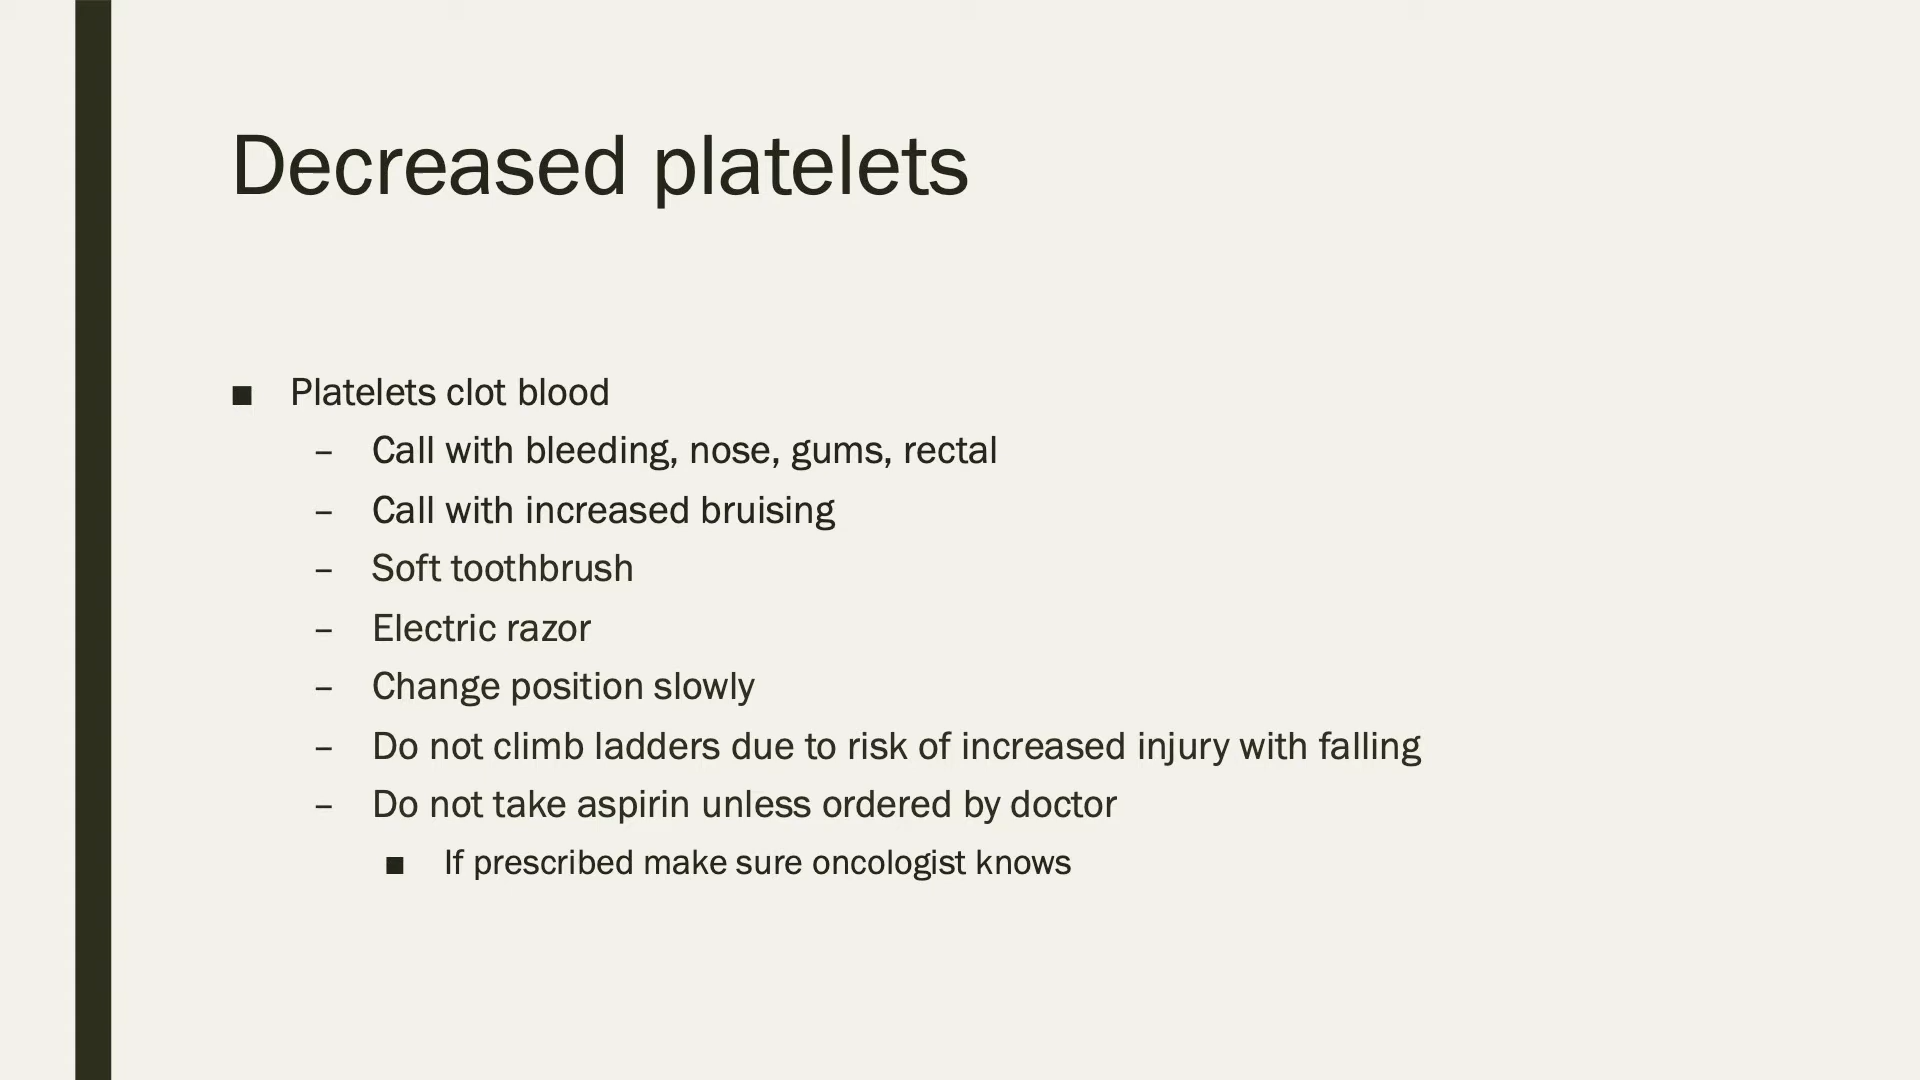 Decreased platelets
■ Platelets clot blood
– Call with bleeding, nose, gums, rectal
– Call with increased bruising
– Soft toothbrush
– Electric razor
– Change position slowly
– Do not climb ladders due to risk of increased injury with falling
– Do not take aspirin unless ordered by doctor
■ If prescribed make sure oncologist knows